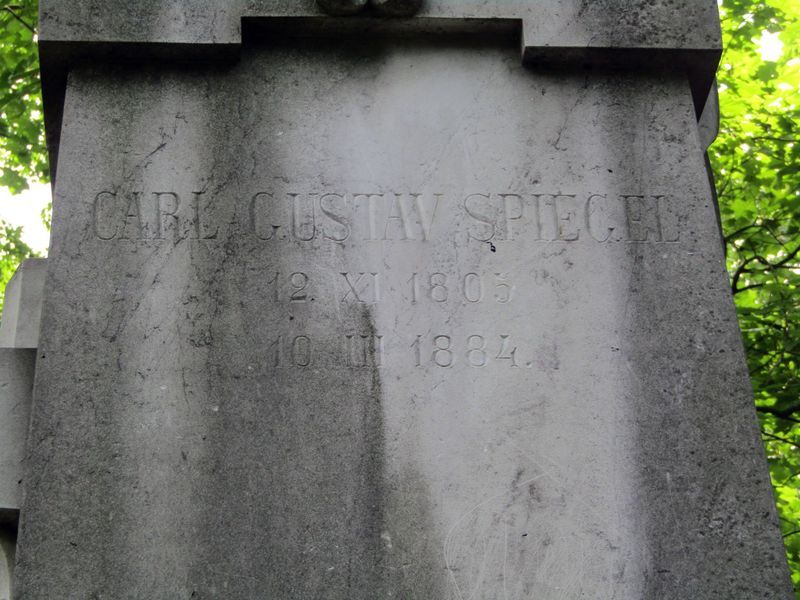 CARL GUSTAV SPIEGEL
12. XI 1805
10 III 1884.